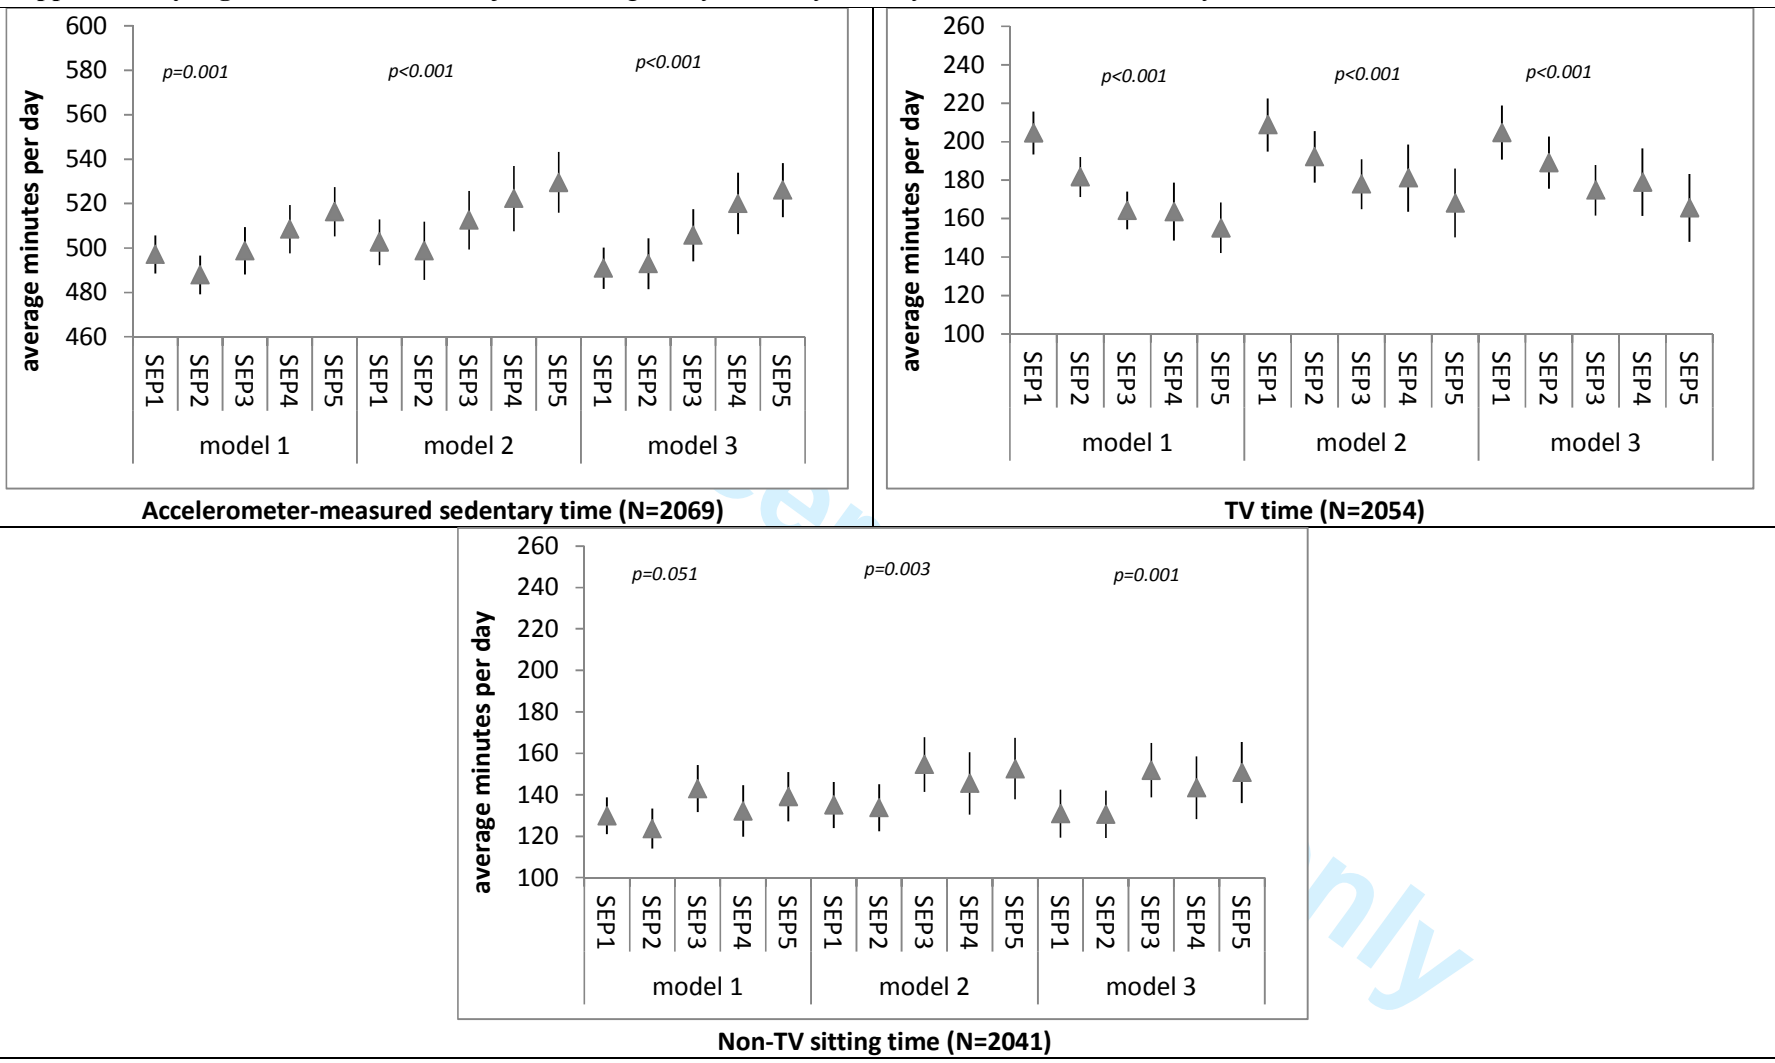 600
580
560
540
520
500
480
460
average minutes per day
p=0.001
p<0.001
p<0.001
SEP1 SEP2 SEP3 SEP4 SEP5 SEP1 SEP2 SEP3 SEP4 SEP5 SEP1 SEP2 SEP3 SEP4 SEP5
model 1 model 2 model 3
Accelerometer-measured sedentary time (N=2069)
260
240
220
200
180
160
140
120
100
average minutes per day
p<0.001
p<0.001
p<0.001
SEP1 SEP2 SEP3 SEP4 SEP5 SEP1 SEP2 SEP3 SEP4 SEP5 SEP1 SEP2 SEP3 SEP4 SEP5
model 1 model 2 model 3
TV time (N=2054)
260
240
220
200
180
160
140
120
100
average minutes per day
p=0.051
p=0.003
p=0.001
SEP1 SEP2 SEP3 SEP4 SEP5 SEP1 SEP2 SEP3 SEP4 SEP5 SEP1 SEP2 SEP3 SEP4 SEP5
model 1 model 2 model 3
Non-TV sitting time (N=2041)